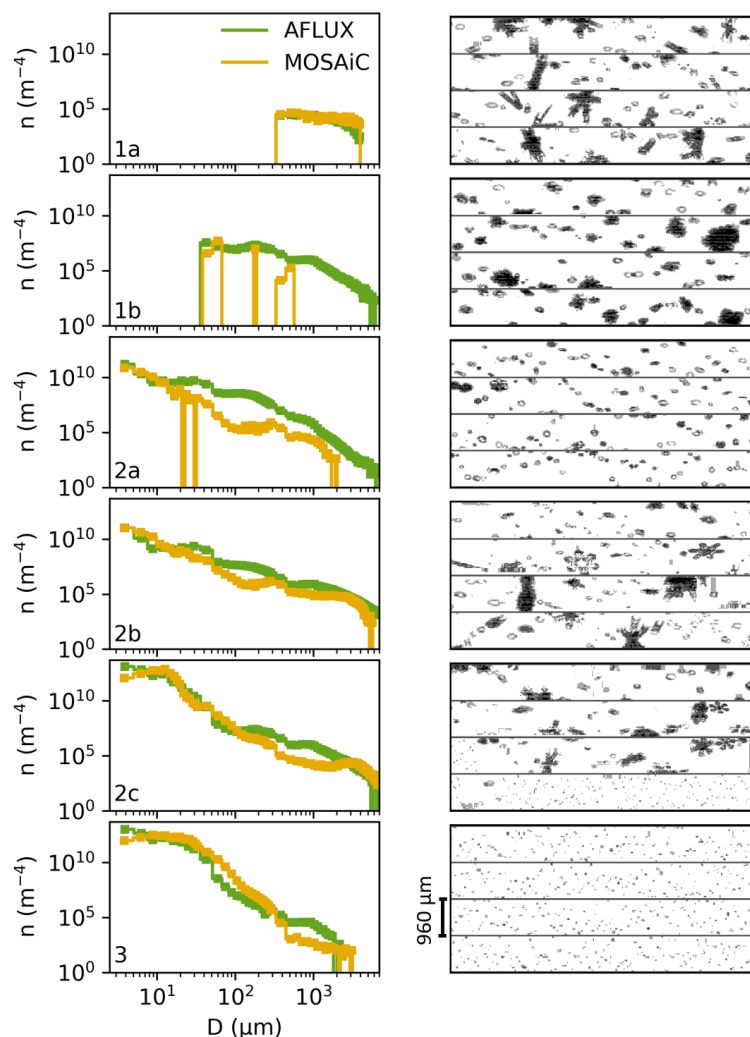 AFLUX
MOSAiC
n (m⁻⁴)
10¹⁰
10⁵
10⁰
1a
n (m⁻⁴)
10¹⁰
10⁵
10⁰
1b
n (m⁻⁴)
10¹⁰
10⁵
10⁰
2a
n (m⁻⁴)
10¹⁰
10⁵
10⁰
2b
n (m⁻⁴)
10¹⁰
10⁵
10⁰
2c
n (m⁻⁴)
10¹⁰
10⁵
10⁰
3
10¹ 10² 10³
D (µm)
960 µm